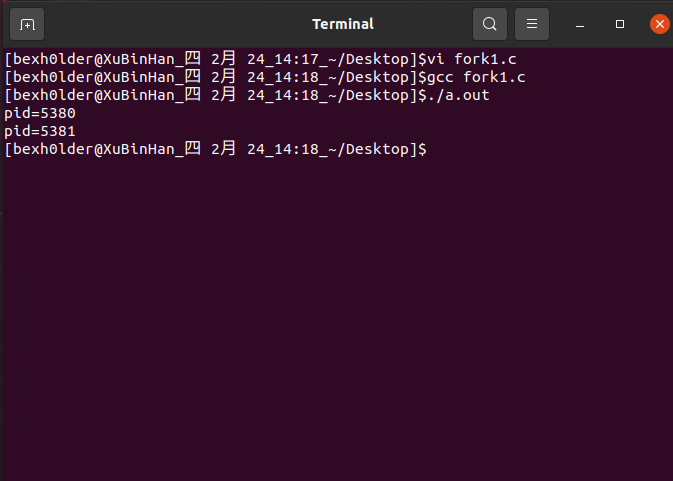 Terminal
[bexh0lder@XuBinHan_四 2月 24_14:17_~/Desktop]$vi fork1.c
[bexh0lder@XuBinHan_四 2月 24_14:18_~/Desktop]$gcc fork1.c
[bexh0lder@XuBinHan_四 2月 24_14:18_~/Desktop]$./a.out
pid=5380
pid=5381
[bexh0lder@XuBinHan_四 2月 24_14:18_~/Desktop]$